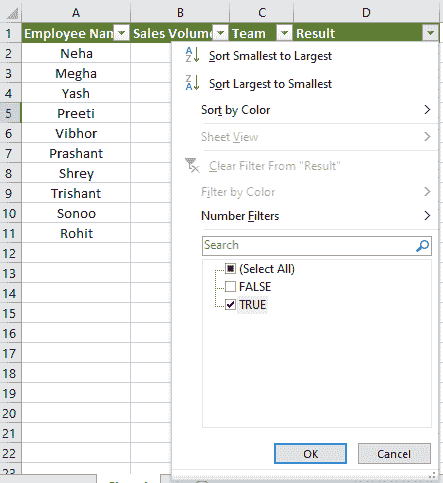 A B C D
1 Employee Nam Sales Volume Team Result
2 Neha
3 Megha
4 Yash
5 Preeti
6 Vibhor
7 Prashant
8 Shrey
9 Trishant
10 Sonoo
11 Rohit
12
13
14
15
16
17
18
19
20
21
22
23
Sort Smallest to Largest
Sort Largest to Smallest
Sort by Color
Sheet View
Clear Filter From "Result"
Filter by Color
Number Filters
Search
(Select All)
FALSE
TRUE
OK Cancel